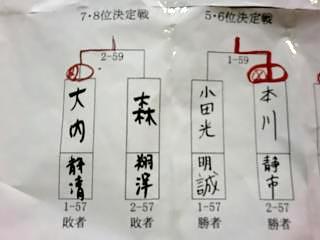 7・8位決定戦
5・6位決定戦
2-59
1-59
大内
森
小田光
本川
静清
翔洋
明誠
静市
1-57
2-57
1-57
2-57
敗者
敗者
勝者
勝者